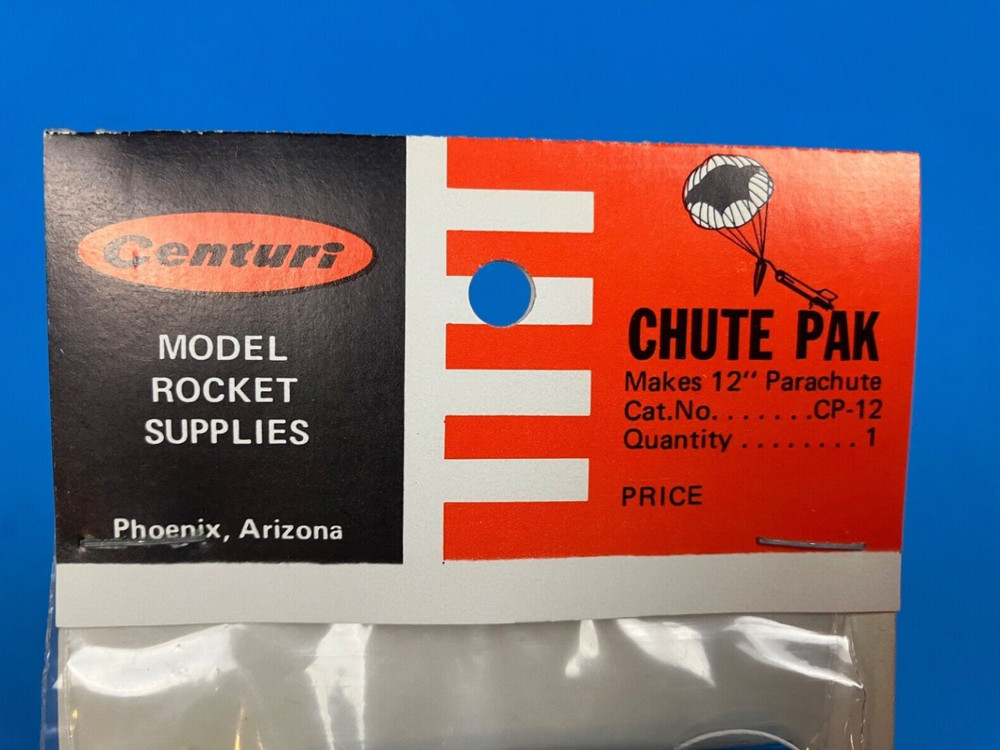 Centuri
MODEL
ROCKET
SUPPLIES
Phoenix, Arizona
CHUTE PAK
Makes 12" Parachute
Cat.No.......CP-12
Quantity ........1
PRICE